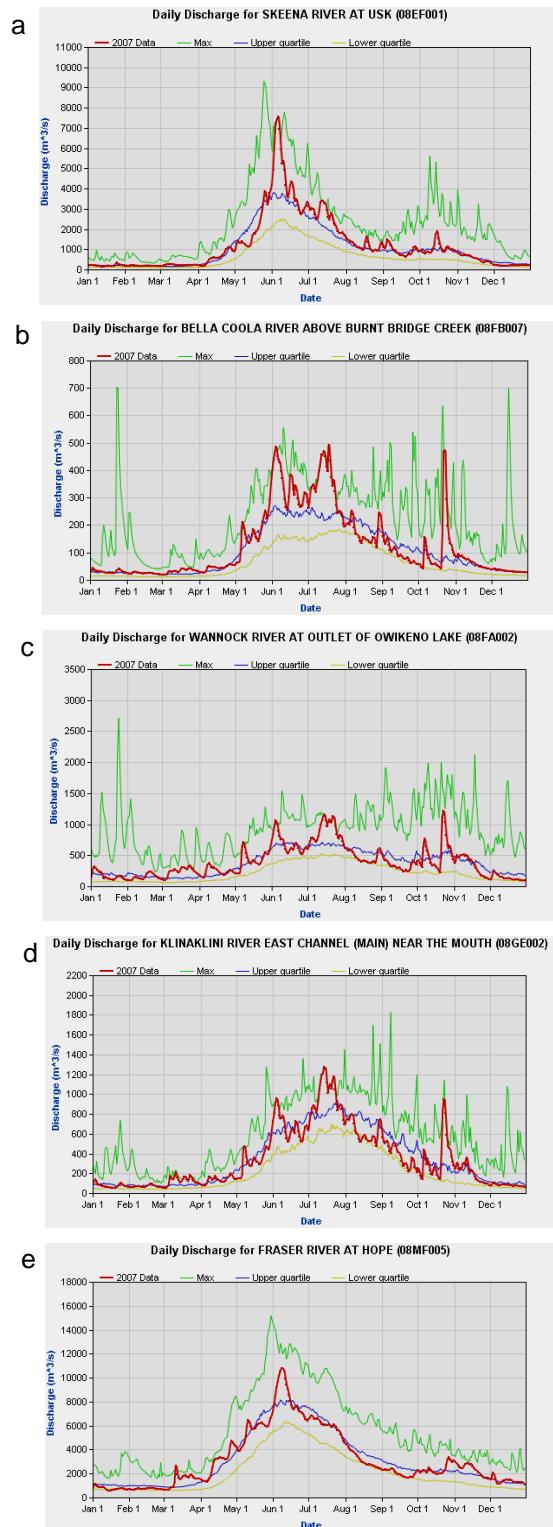 a
Daily Discharge for SKEENA RIVER AT USK (08EF001)
2007 Data Max Upper quartile Lower quartile
11000
10000
9000
8000
7000
6000
5000
4000
3000
2000
1000
0
Discharge (m^3/s)
Jan 1 Feb 1 Mar 1 Apr 1 May 1 Jun 1 Jul 1 Aug 1 Sep 1 Oct 1 Nov 1 Dec 1
Date
b
Daily Discharge for BELLA COOLA RIVER ABOVE BURNT BRIDGE CREEK (08FB007)
2007 Data Max Upper quartile Lower quartile
800
700
600
500
400
300
200
100
0
Discharge (m^3/s)
Jan 1 Feb 1 Mar 1 Apr 1 May 1 Jun 1 Jul 1 Aug 1 Sep 1 Oct 1 Nov 1 Dec 1
Date
c
Daily Discharge for WANNOCK RIVER AT OUTLET OF OWIKENO LAKE (08FA002)
2007 Data Max Upper quartile Lower quartile
3500
3000
2500
2000
1500
1000
500
0
Discharge (m^3/s)
Jan 1 Feb 1 Mar 1 Apr 1 May 1 Jun 1 Jul 1 Aug 1 Sep 1 Oct 1 Nov 1 Dec 1
Date
d
Daily Discharge for KLINAKLINI RIVER EAST CHANNEL (MAIN) NEAR THE MOUTH (08GE002)
2007 Data Max Upper quartile Lower quartile
2200
2000
1800
1600
1400
1200
1000
800
600
400
200
0
Discharge (m^3/s)
Jan 1 Feb 1 Mar 1 Apr 1 May 1 Jun 1 Jul 1 Aug 1 Sep 1 Oct 1 Nov 1 Dec 1
Date
e
Daily Discharge for FRASER RIVER AT HOPE (08MF005)
2007 Data Max Upper quartile Lower quartile
18000
16000
14000
12000
10000
8000
6000
4000
2000
0
Discharge (m^3/s)
Jan 1 Feb 1 Mar 1 Apr 1 May 1 Jun 1 Jul 1 Aug 1 Sep 1 Oct 1 Nov 1 Dec 1
Date